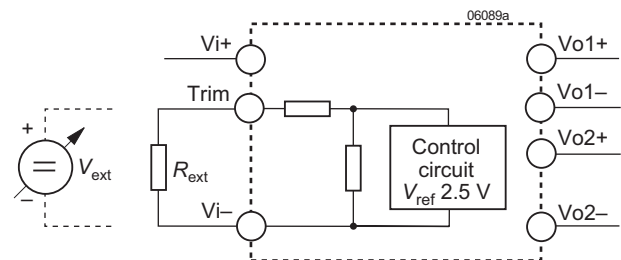 06089a
Vi+
Vo1+
Trim
Vo1–
Vo2+
+
Control
circuit
Vref 2.5 V
Vext
Rext
–
Vi–
Vo2–